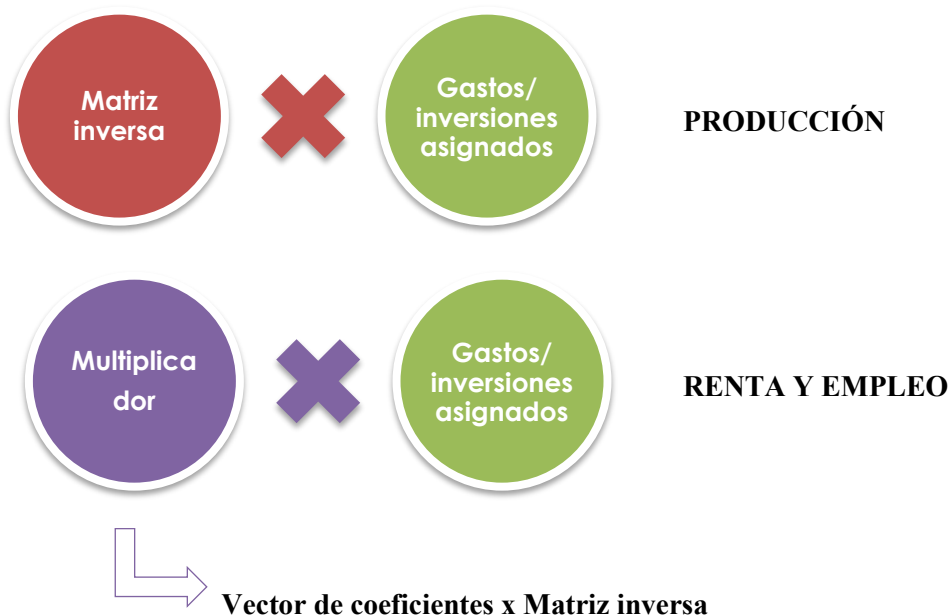 Matriz
inversa
Gastos/
inversiones
asignados
PRODUCCIÓN
Multiplica
dor
Gastos/
inversiones
asignados
RENTA Y EMPLEO
Vector de coeficientes x Matriz inversa